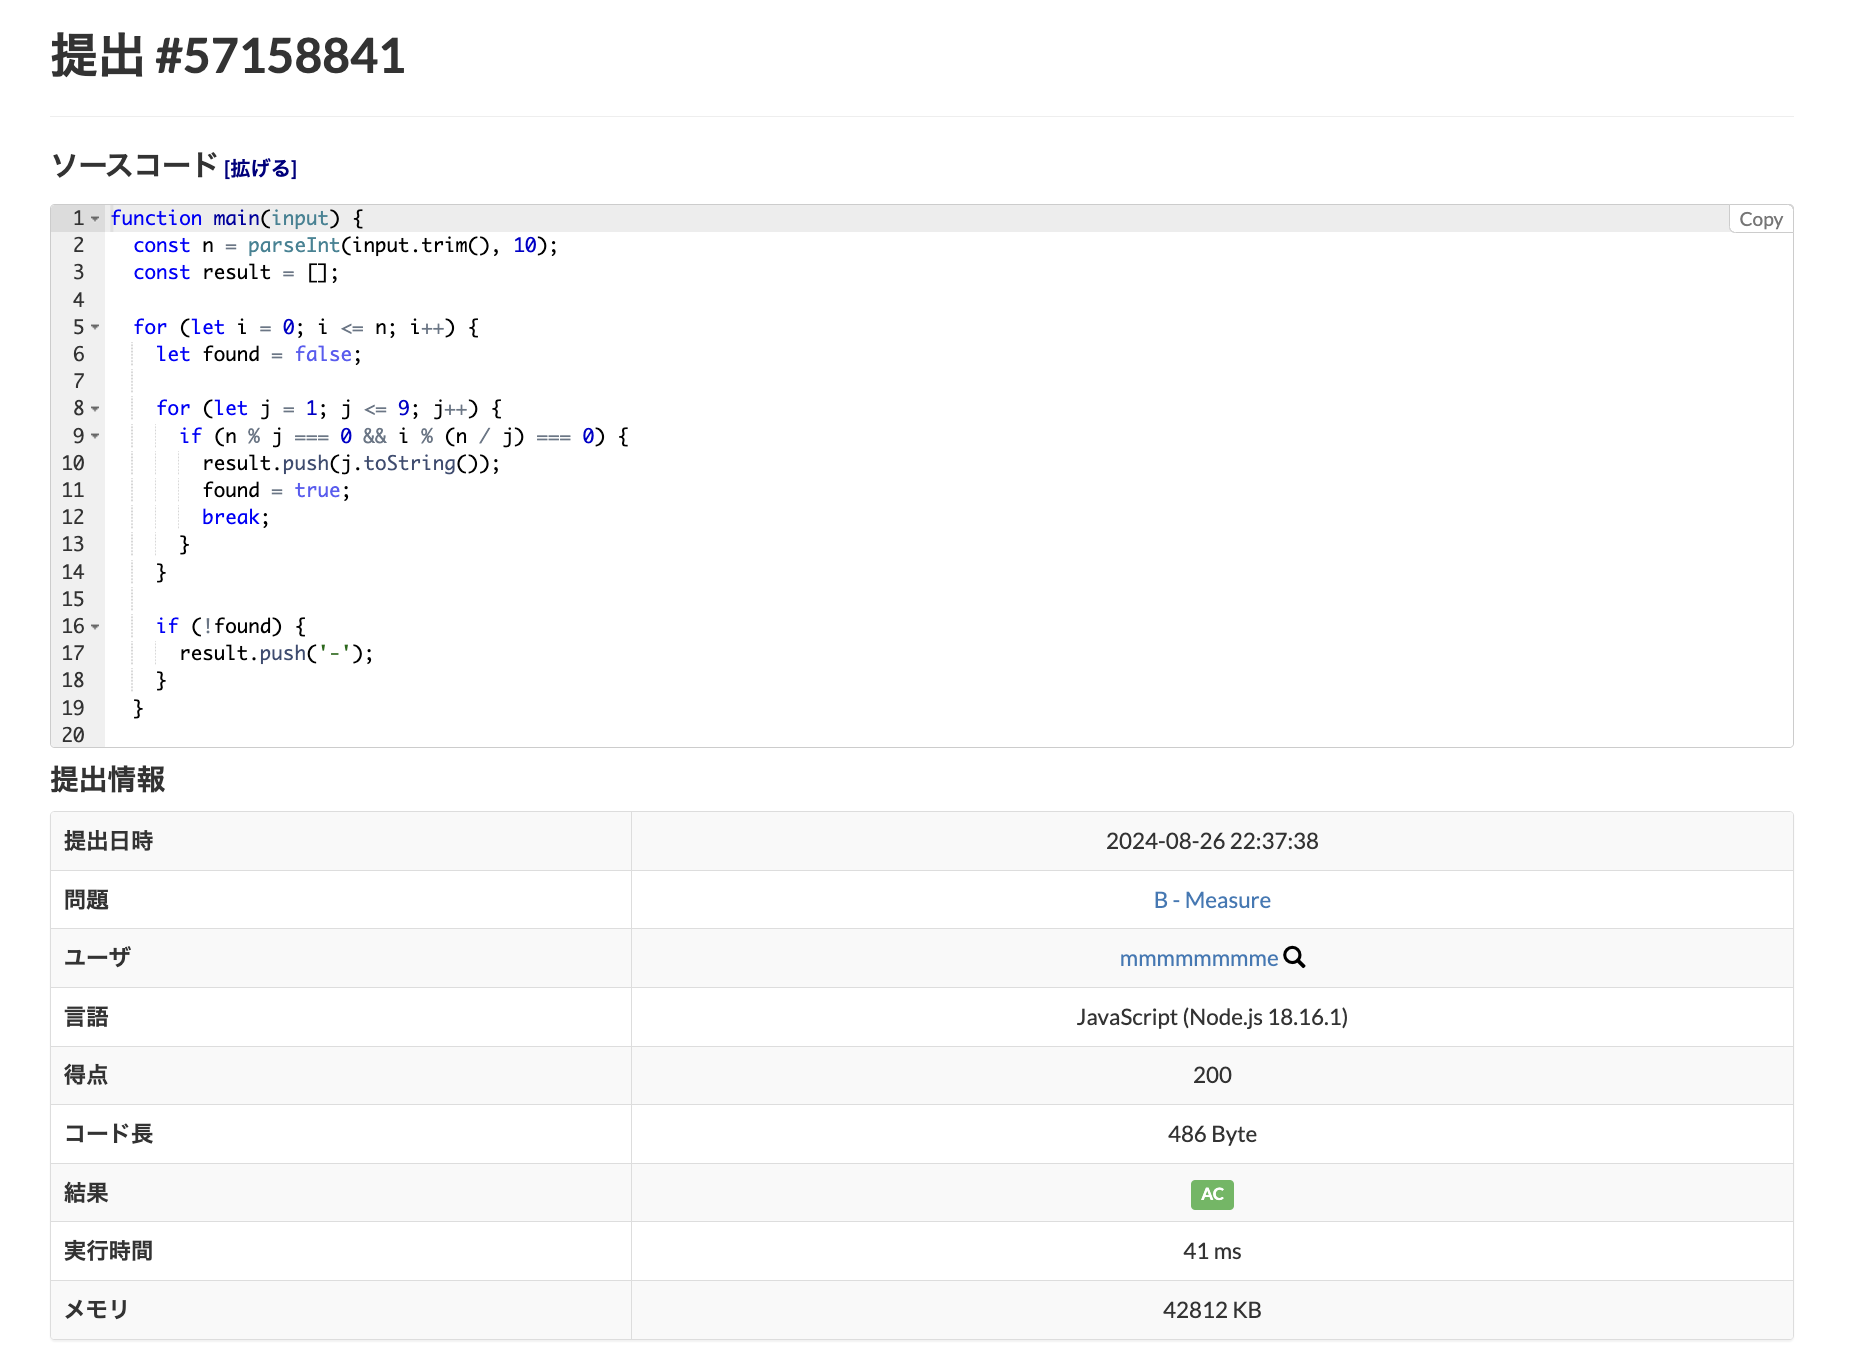 提出 #57158841
ソースコード [拡げる]
Copy
1 function main(input) {
2   const n = parseInt(input.trim(), 10);
3   const result = [];
4
5   for (let i = 0; i <= n; i++) {
6     let found = false;
7
8     for (let j = 1; j <= 9; j++) {
9       if (n % j === 0 && i % (n / j) === 0) {
10         result.push(j.toString());
11         found = true;
12         break;
13       }
14     }
15
16     if (!found) {
17       result.push('-');
18     }
19   }
20
提出情報
提出日時 2024-08-26 22:37:38
問題 B - Measure
ユーザ mmmmmmmmme
言語 JavaScript (Node.js 18.16.1)
得点 200
コード長 486 Byte
結果 AC
実行時間 41 ms
メモリ 42812 KB